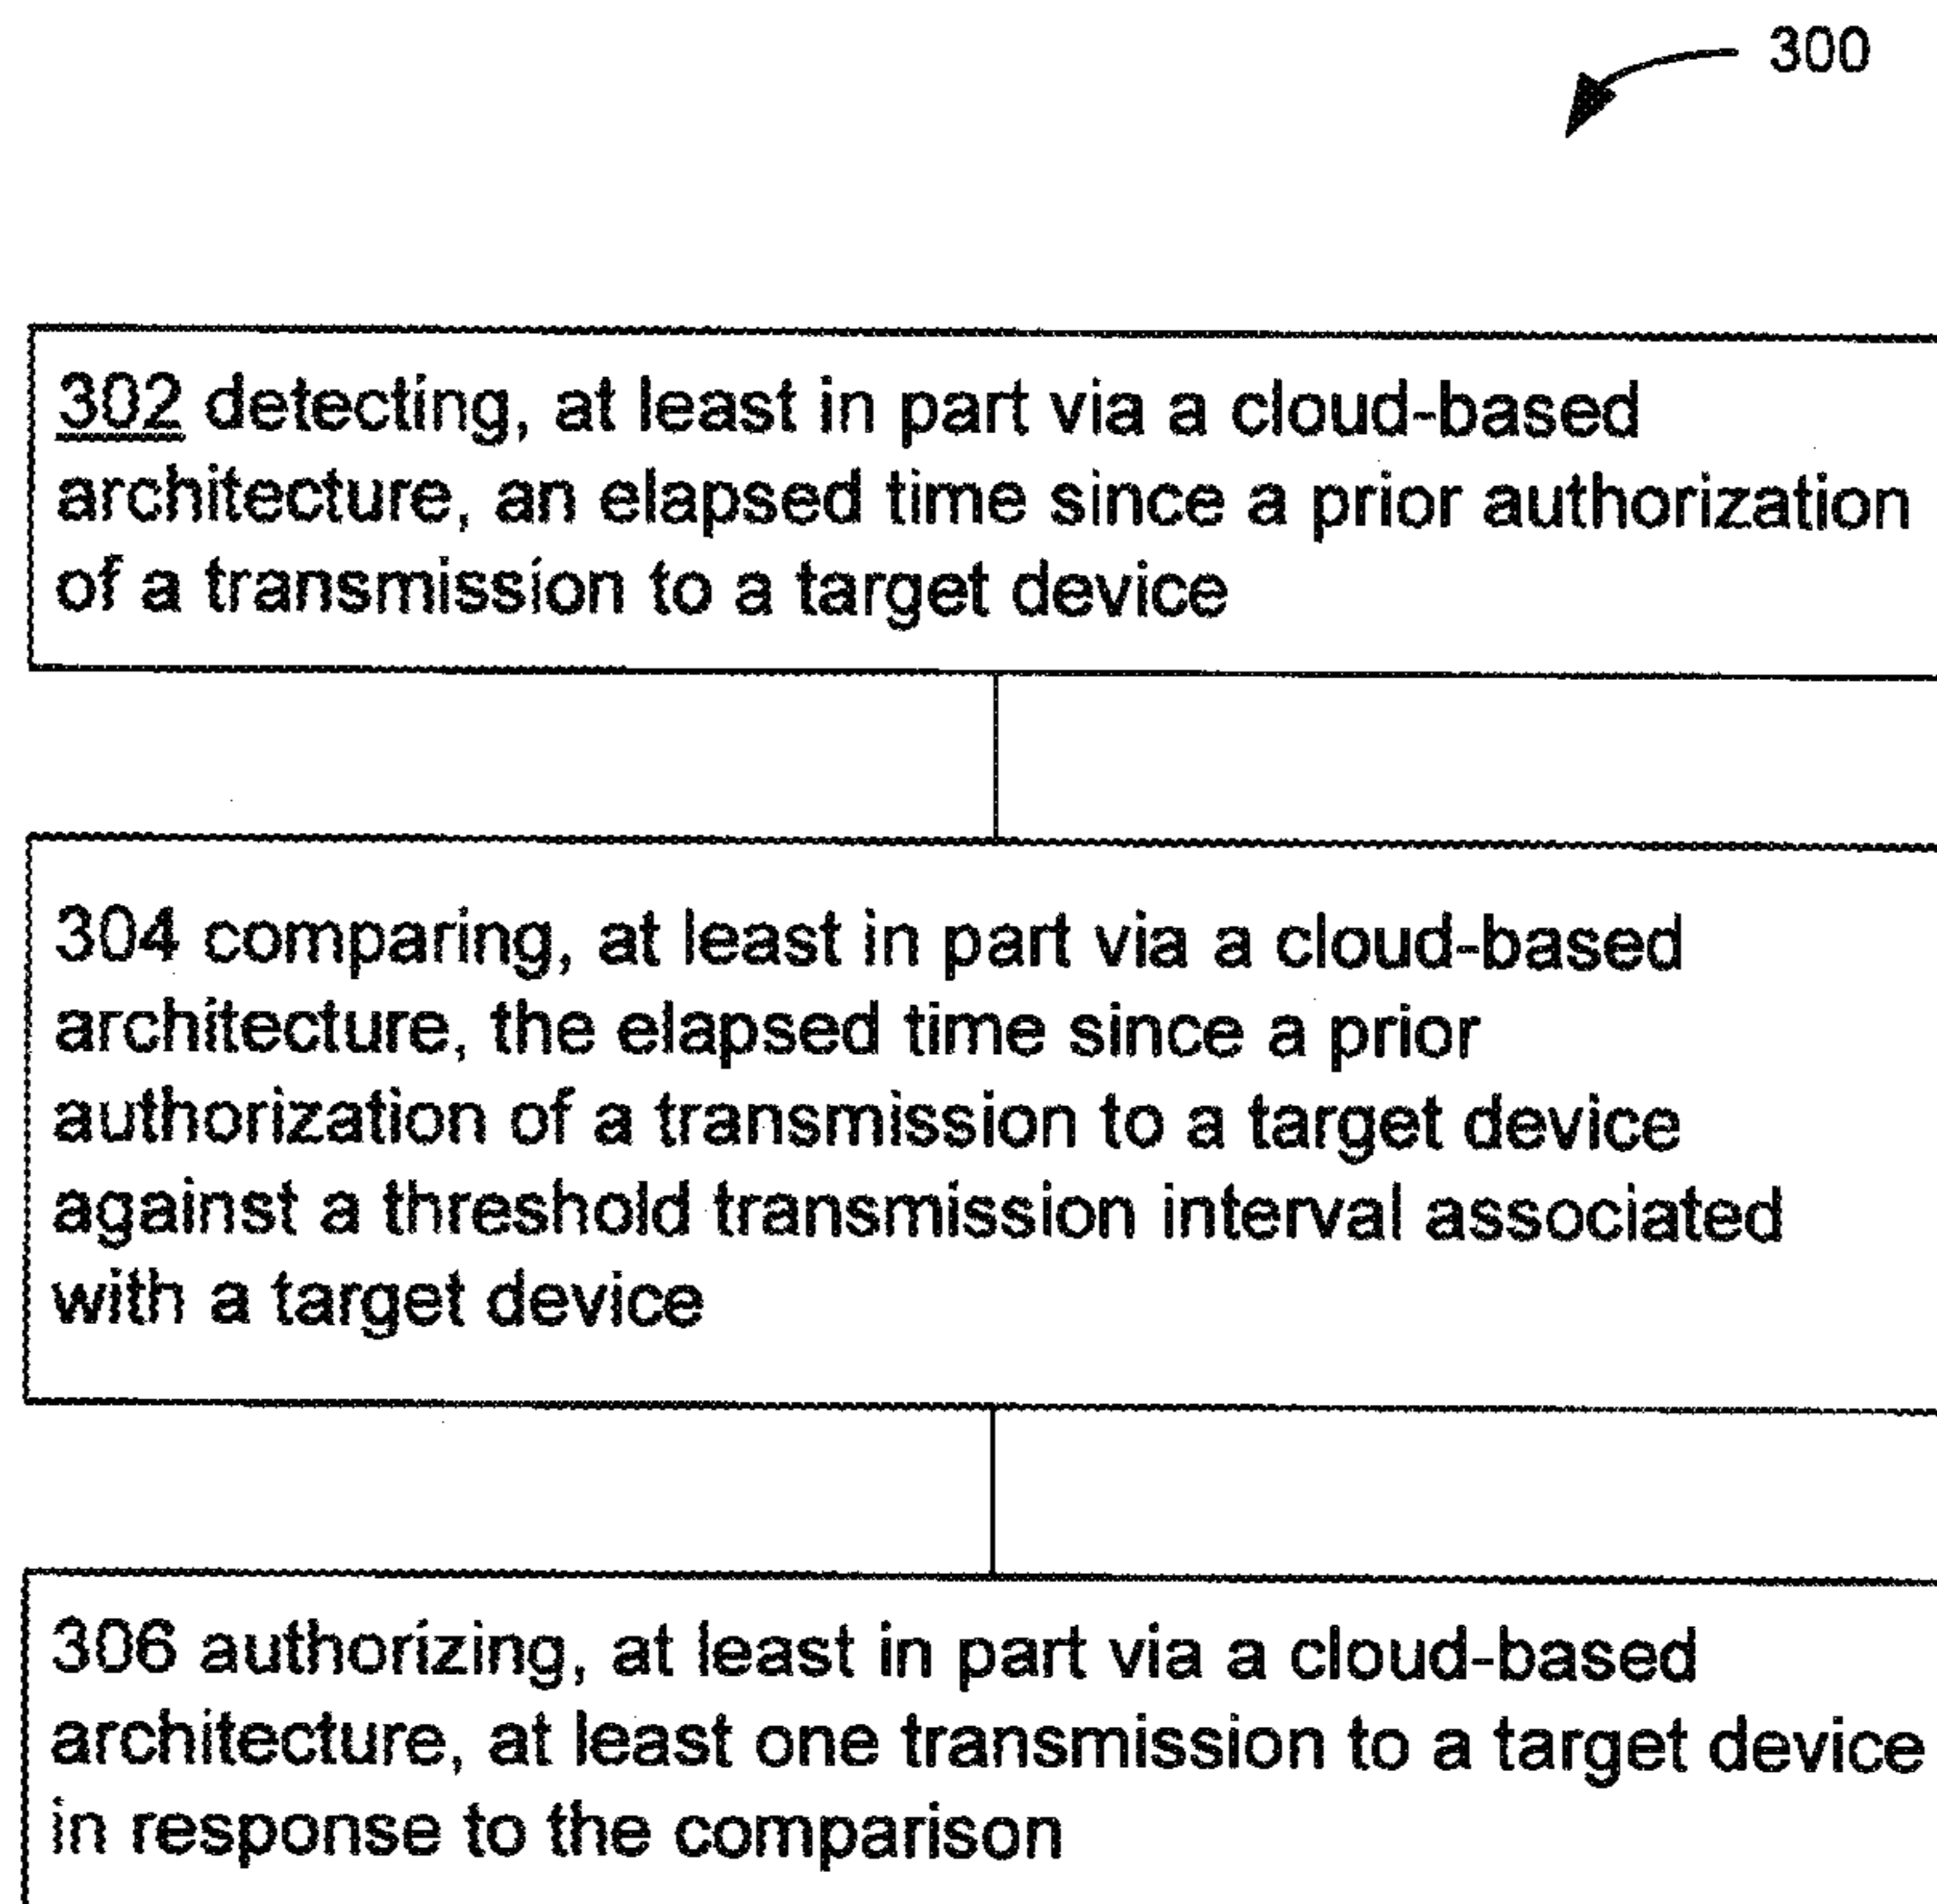 300
302 detecting, at least in part via a cloud-based
architecture, an elapsed time since a prior authorization
of a transmission to a target device
304 comparing, at least in part via a cloud-based
architecture, the elapsed time since a prior
authorization of a transmission to a target device
against a threshold transmission interval associated
with a target device
306 authorizing, at least in part via a cloud-based
architecture, at least one transmission to a target device
in response to the comparison